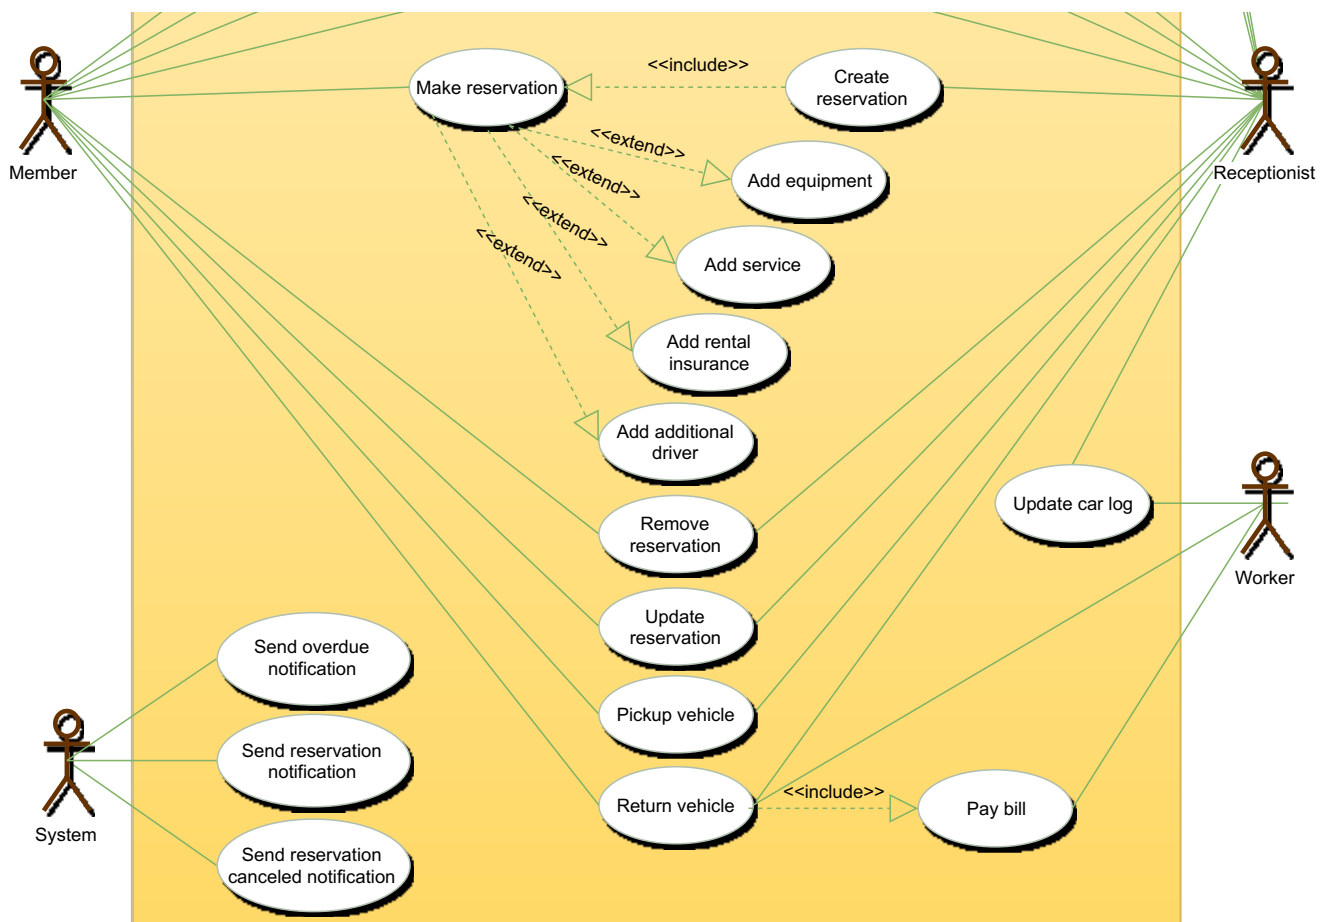 <<include>>
Make reservation
Create
reservation
Member
Receptionist
<<extend>>
<<extend>>
<<extend>>
<<extend>>
Add equipment
Add service
Add rental
insurance
Add additional
driver
Remove
reservation
Update car log
Worker
Update
reservation
Send overdue
notification
Pickup vehicle
Send reservation
notification
Return vehicle
<<include>>
Pay bill
System
Send reservation
canceled notification